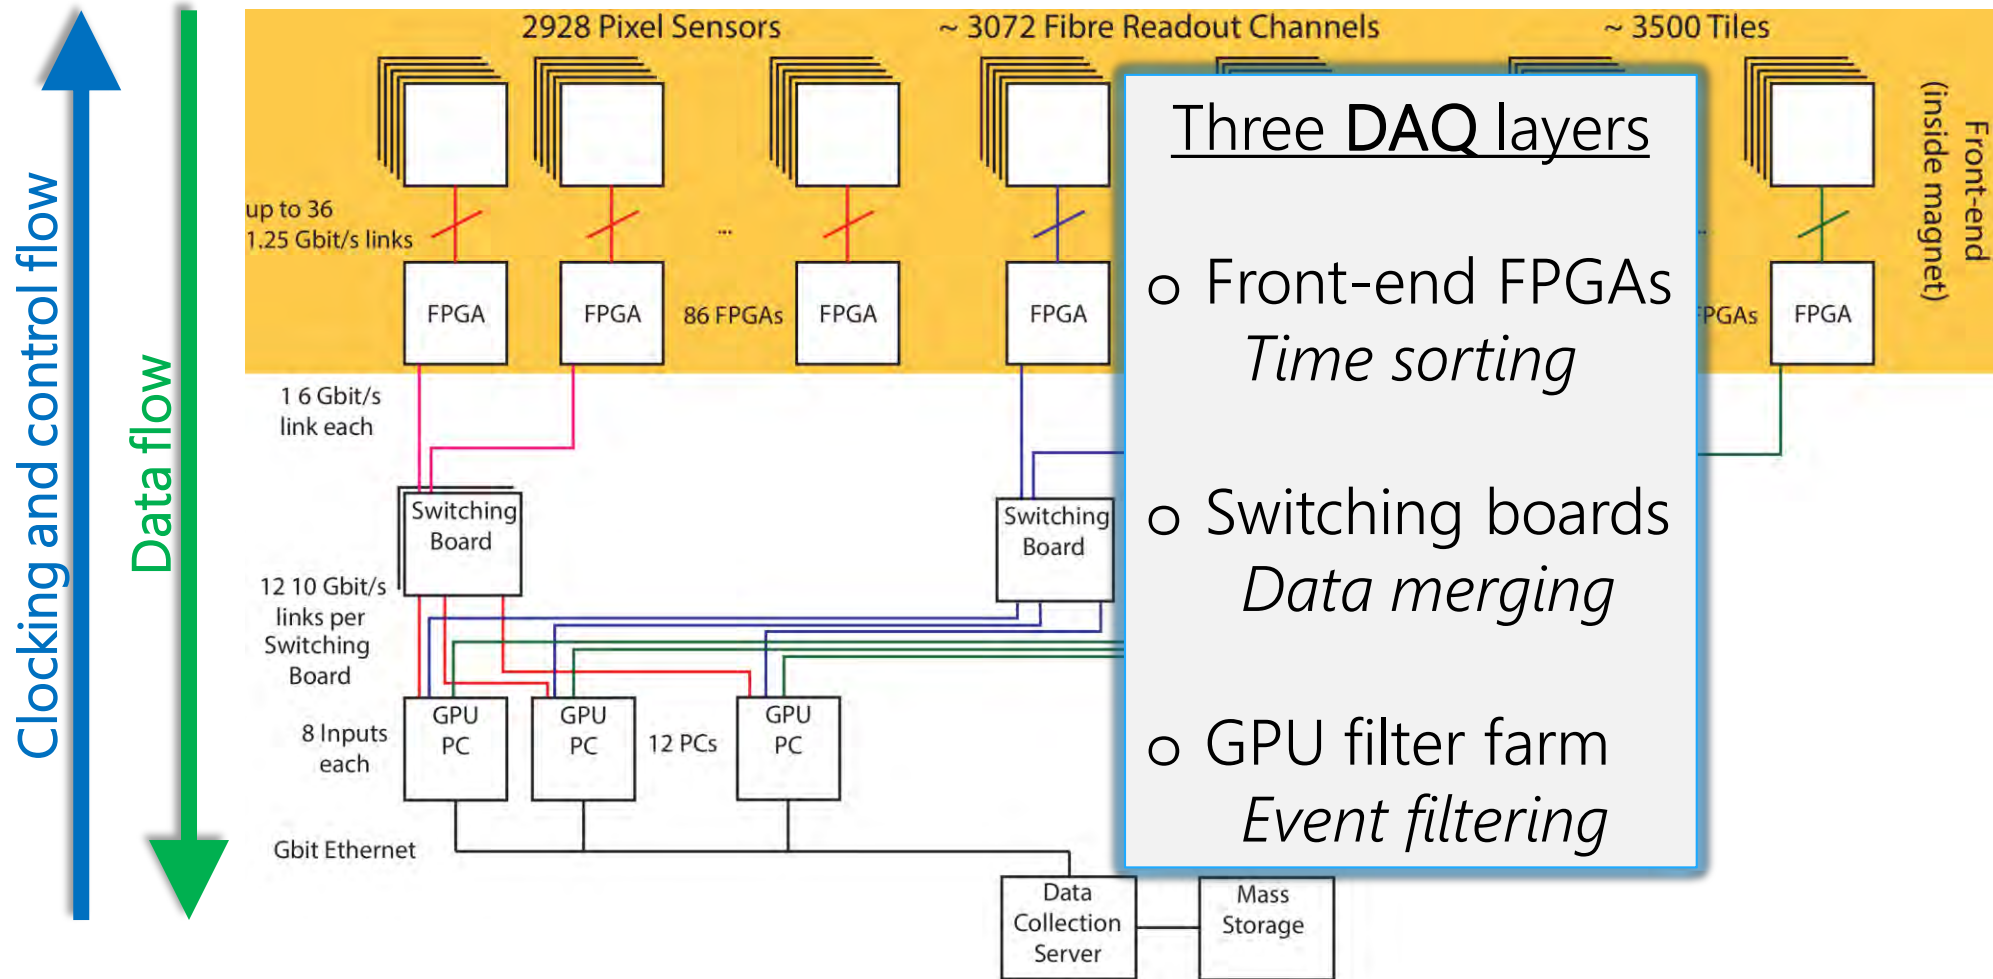 Clocking and control flow
Data flow
2928 Pixel Sensors
~ 3072 Fibre Readout Channels
~ 3500 Tiles
Front-end
(inside magnet)
up to 36
1.25 Gbit/s links
...
FPGA
FPGA
86 FPGAs
FPGA
FPGA
PGAs
FPGA
1 6 Gbit/s
link each
Switching
Board
Switching
Board
12 10 Gbit/s
links per
Switching
Board
8 Inputs
each
GPU
PC
GPU
PC
12 PCs
GPU
PC
Gbit Ethernet
Data
Collection
Server
Mass
Storage
Three DAQ layers
o Front-end FPGAs
Time sorting
o Switching boards
Data merging
o GPU filter farm
Event filtering